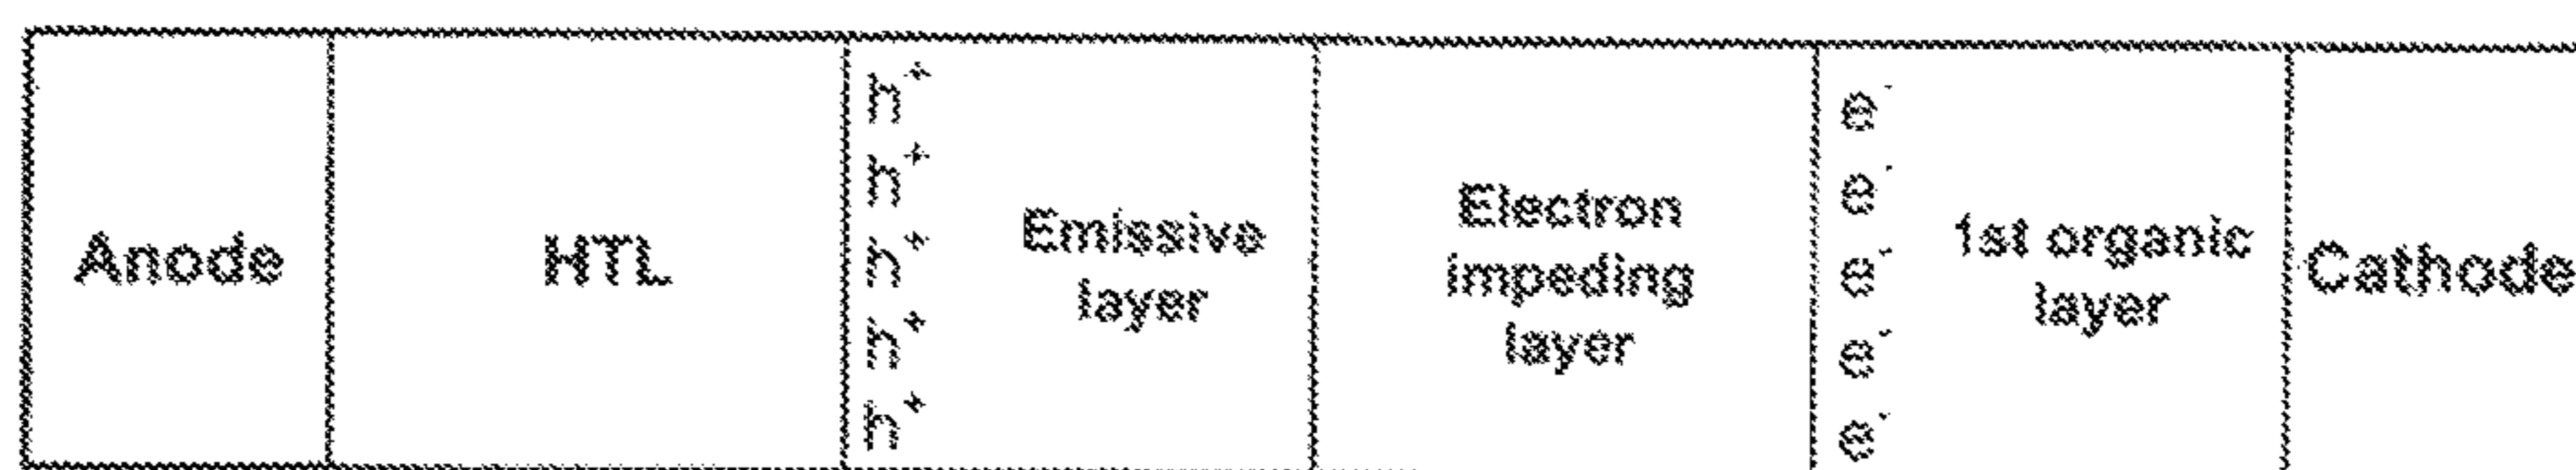 Anode
HTL
h⁺
h⁺
h⁺
h⁺
h⁺
Emissive
layer
Electron
impeding
layer
e⁻
e⁻
e⁻
e⁻
e⁻
1st organic
layer
Cathode